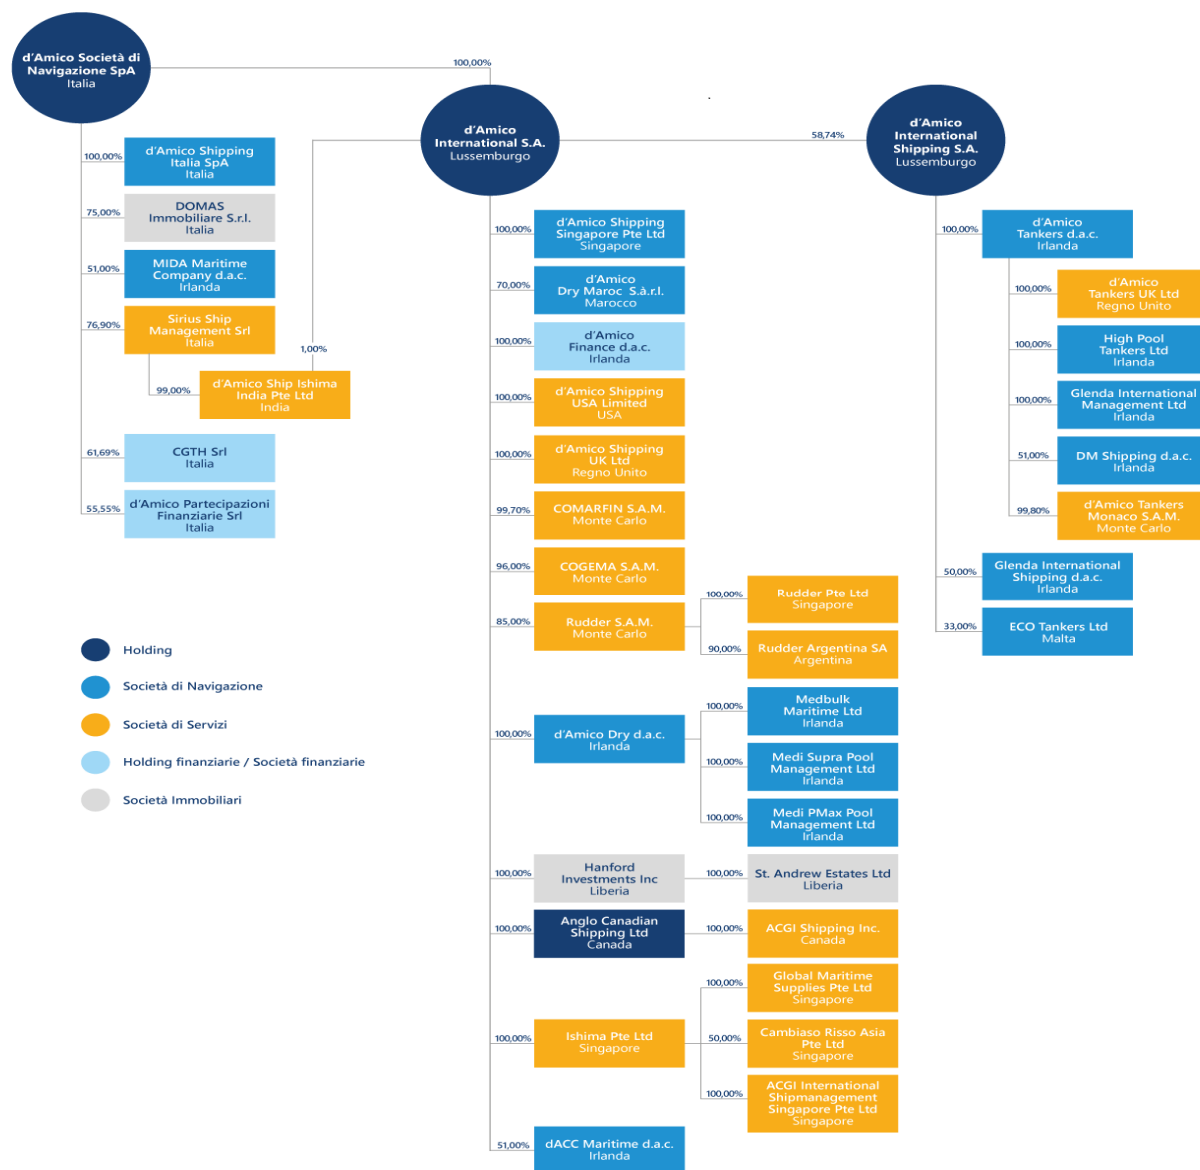 d'Amico Società di
Navigazione SpA
Italia
100,00%
d'Amico
International S.A.
Lussemburgo
58,74%
d'Amico
International
Shipping S.A.
Lussemburgo
100,00%
d'Amico Shipping
Italia SpA
Italia
75,00%
DOMAS
Immobiliare S.r.l.
Italia
51,00%
MIDA Maritime
Company d.a.c.
Irlanda
76,90%
Sirius Ship
Management Srl
Italia
1,00%
99,00%
d'Amico Ship Ishima
India Pte Ltd
India
61,69%
CGTH Srl
Italia
55,55%
d'Amico Partecipazioni
Finanziarie Srl
Italia
100,00%
d'Amico Shipping
Singapore Pte Ltd
Singapore
70,00%
d'Amico
Dry Maroc S.à.r.l.
Marocco
100,00%
d'Amico
Finance d.a.c.
Irlanda
100,00%
d'Amico Shipping
USA Limited
USA
100,00%
d'Amico Shipping
UK Ltd
Regno Unito
99,70%
COMARFIN S.A.M.
Monte Carlo
96,00%
COGEMA S.A.M.
Monte Carlo
85,00%
Rudder S.A.M.
Monte Carlo
100,00%
Rudder Pte Ltd
Singapore
90,00%
Rudder Argentina SA
Argentina
100,00%
d'Amico Dry d.a.c.
Irlanda
100,00%
Medbulk
Maritime Ltd
Irlanda
100,00%
Medi Supra Pool
Management Ltd
Irlanda
100,00%
Medi PMax Pool
Management Ltd
Irlanda
100,00%
Hanford
Investments Inc
Liberia
100,00%
St. Andrew Estates Ltd
Liberia
100,00%
Anglo Canadian
Shipping Ltd
Canada
100,00%
ACGI Shipping Inc.
Canada
100,00%
Ishima Pte Ltd
Singapore
100,00%
Global Maritime
Supplies Pte Ltd
Singapore
50,00%
Cambiaso Risso Asia
Pte Ltd
Singapore
100,00%
ACGI International
Shipmanagement
Singapore Pte Ltd
Singapore
51,00%
dACC Maritime d.a.c.
Irlanda
100,00%
d'Amico
Tankers d.a.c.
Irlanda
100,00%
d'Amico
Tankers UK Ltd
Regno Unito
100,00%
High Pool
Tankers Ltd
Irlanda
100,00%
Glenda International
Management Ltd
Irlanda
51,00%
DM Shipping d.a.c.
Irlanda
99,80%
d'Amico Tankers
Monaco S.A.M.
Monte Carlo
50,00%
Glenda International
Shipping d.a.c.
Irlanda
33,00%
ECO Tankers Ltd
Malta
Holding
Società di Navigazione
Società di Servizi
Holding finanziarie / Società finanziarie
Società Immobiliari